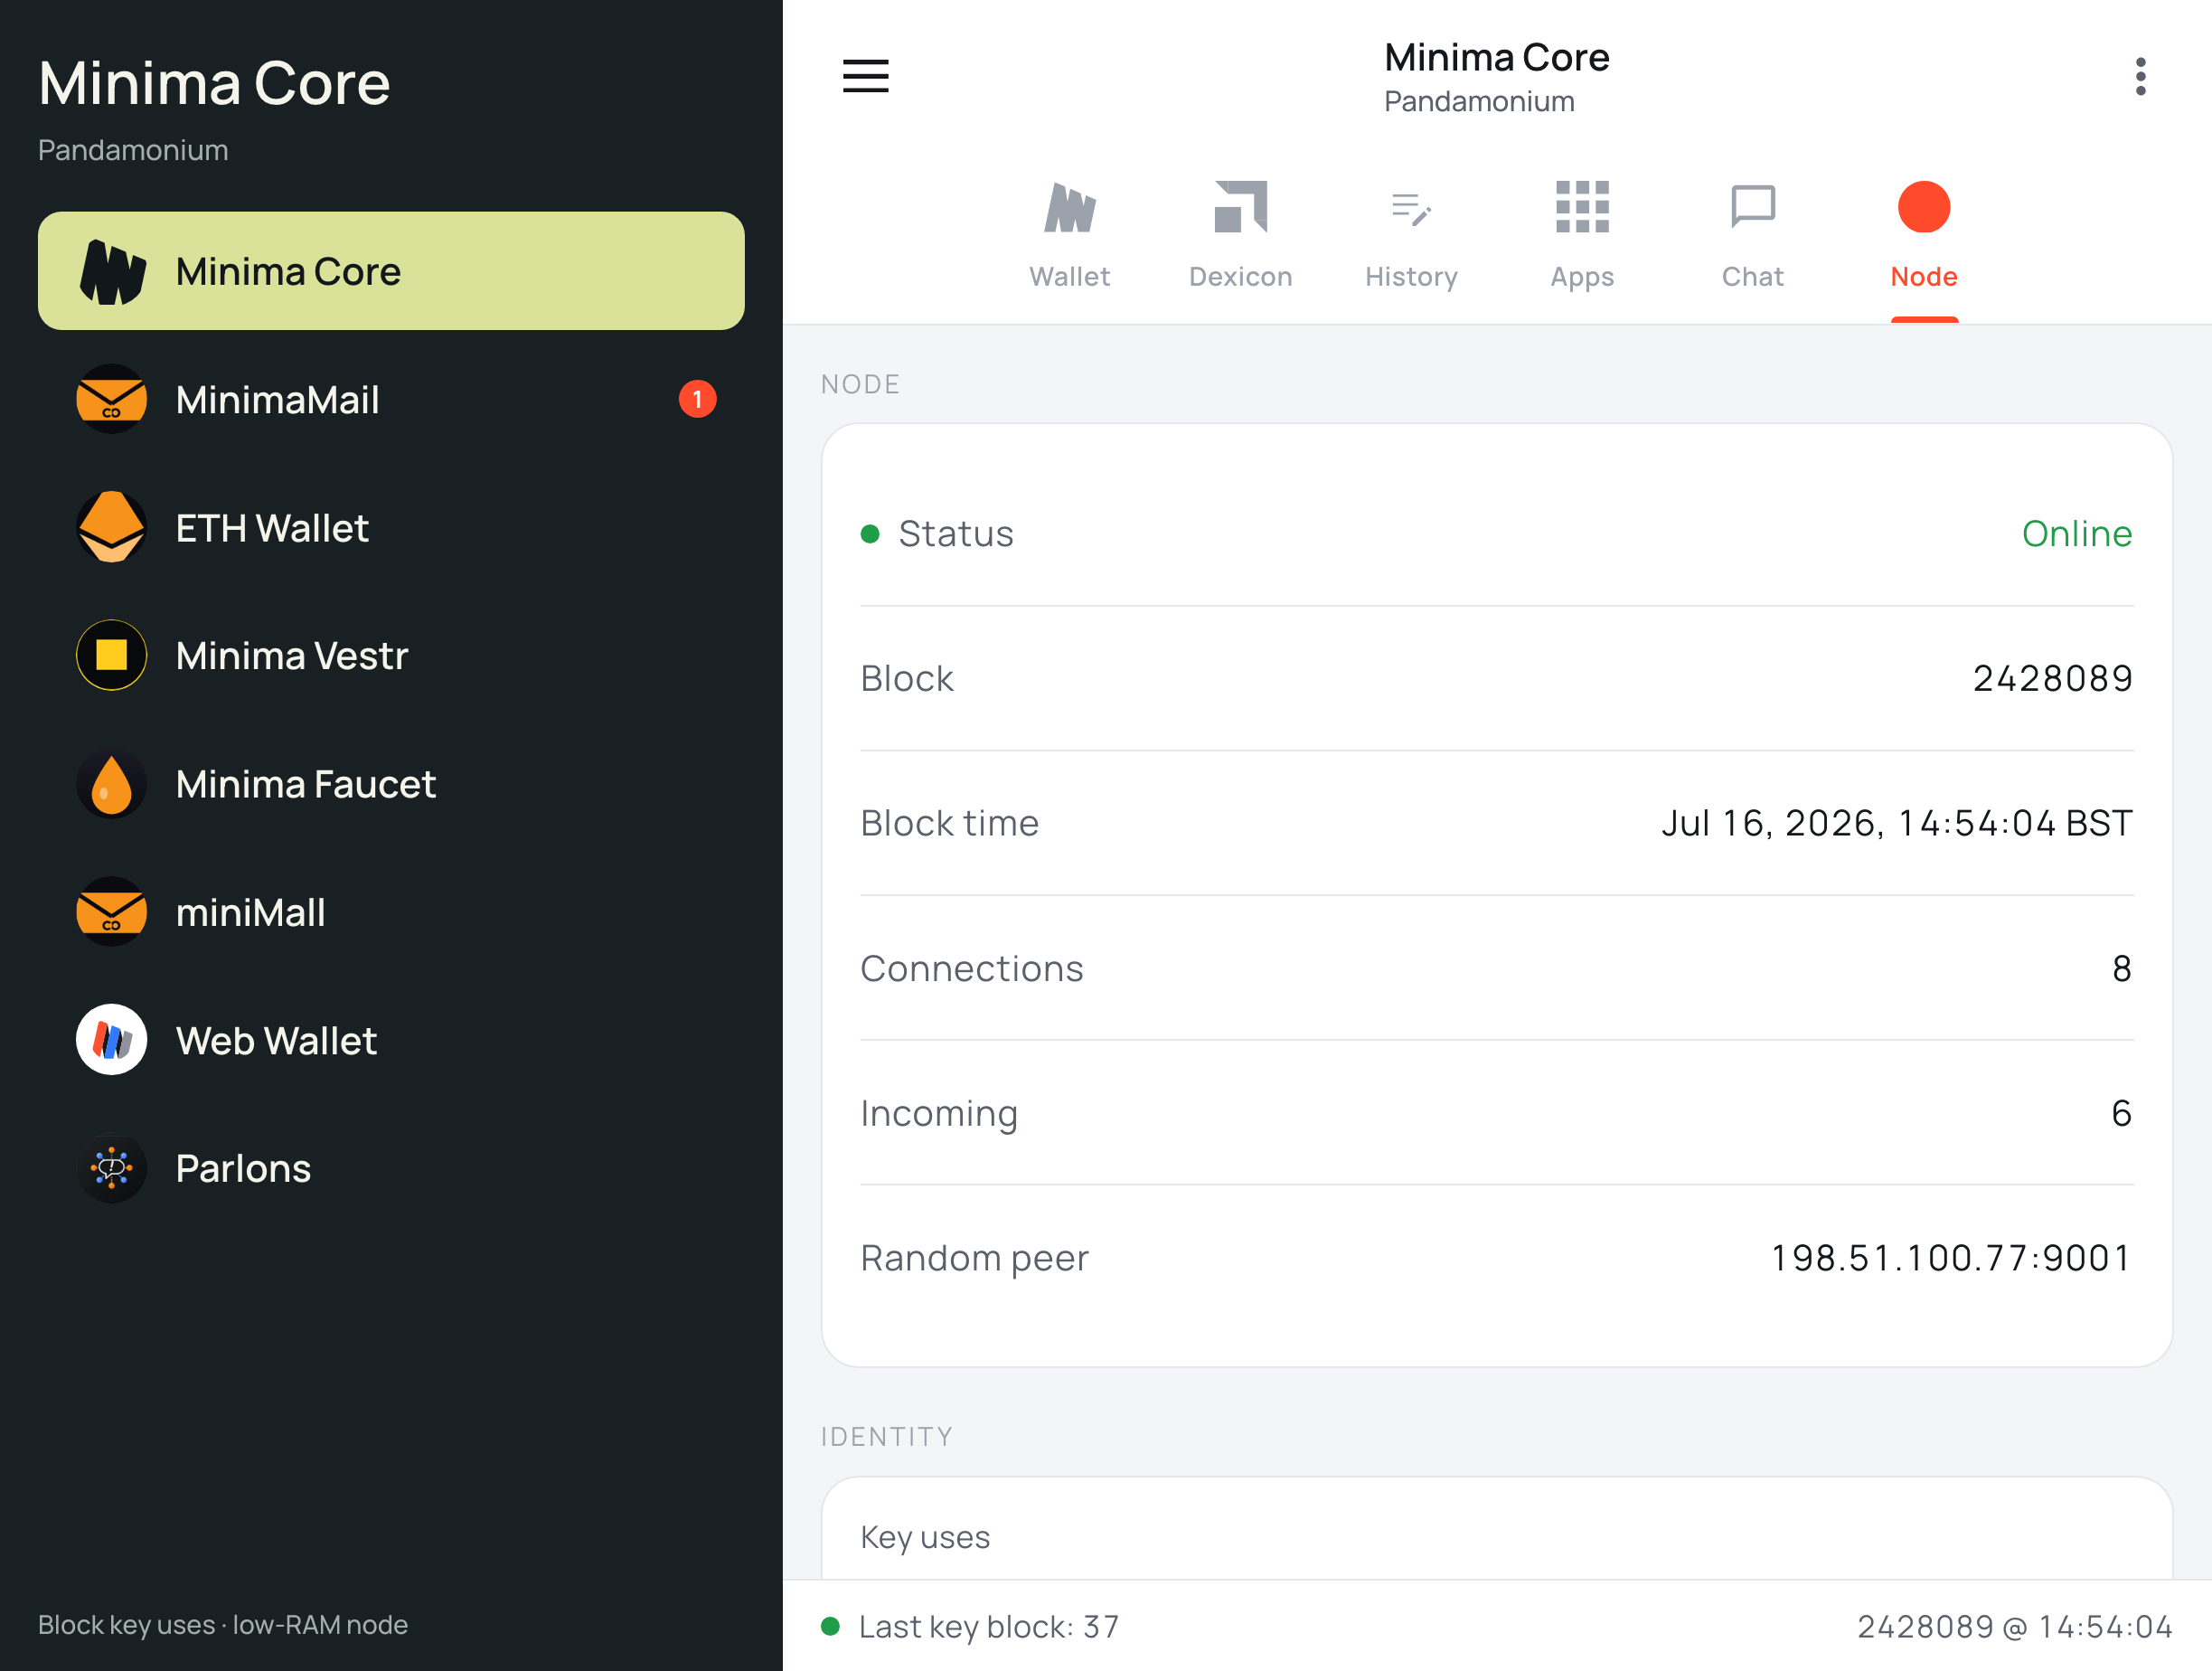 Minima Core
Pandamonium
Minima Core
MinimaMail
1
ETH Wallet
Minima Vestr
Minima Faucet
miniMall
Web Wallet
Parlons
Block key uses · low-RAM node
Minima Core
Pandamonium
Wallet
Dexicon
History
Apps
Chat
Node
NODE
Status
Online
Block
2428089
Block time
Jul 16, 2026, 14:54:04 BST
Connections
8
Incoming
6
Random peer
198.51.100.77:9001
IDENTITY
Key uses
Last key block: 37
2428089 @ 14:54:04